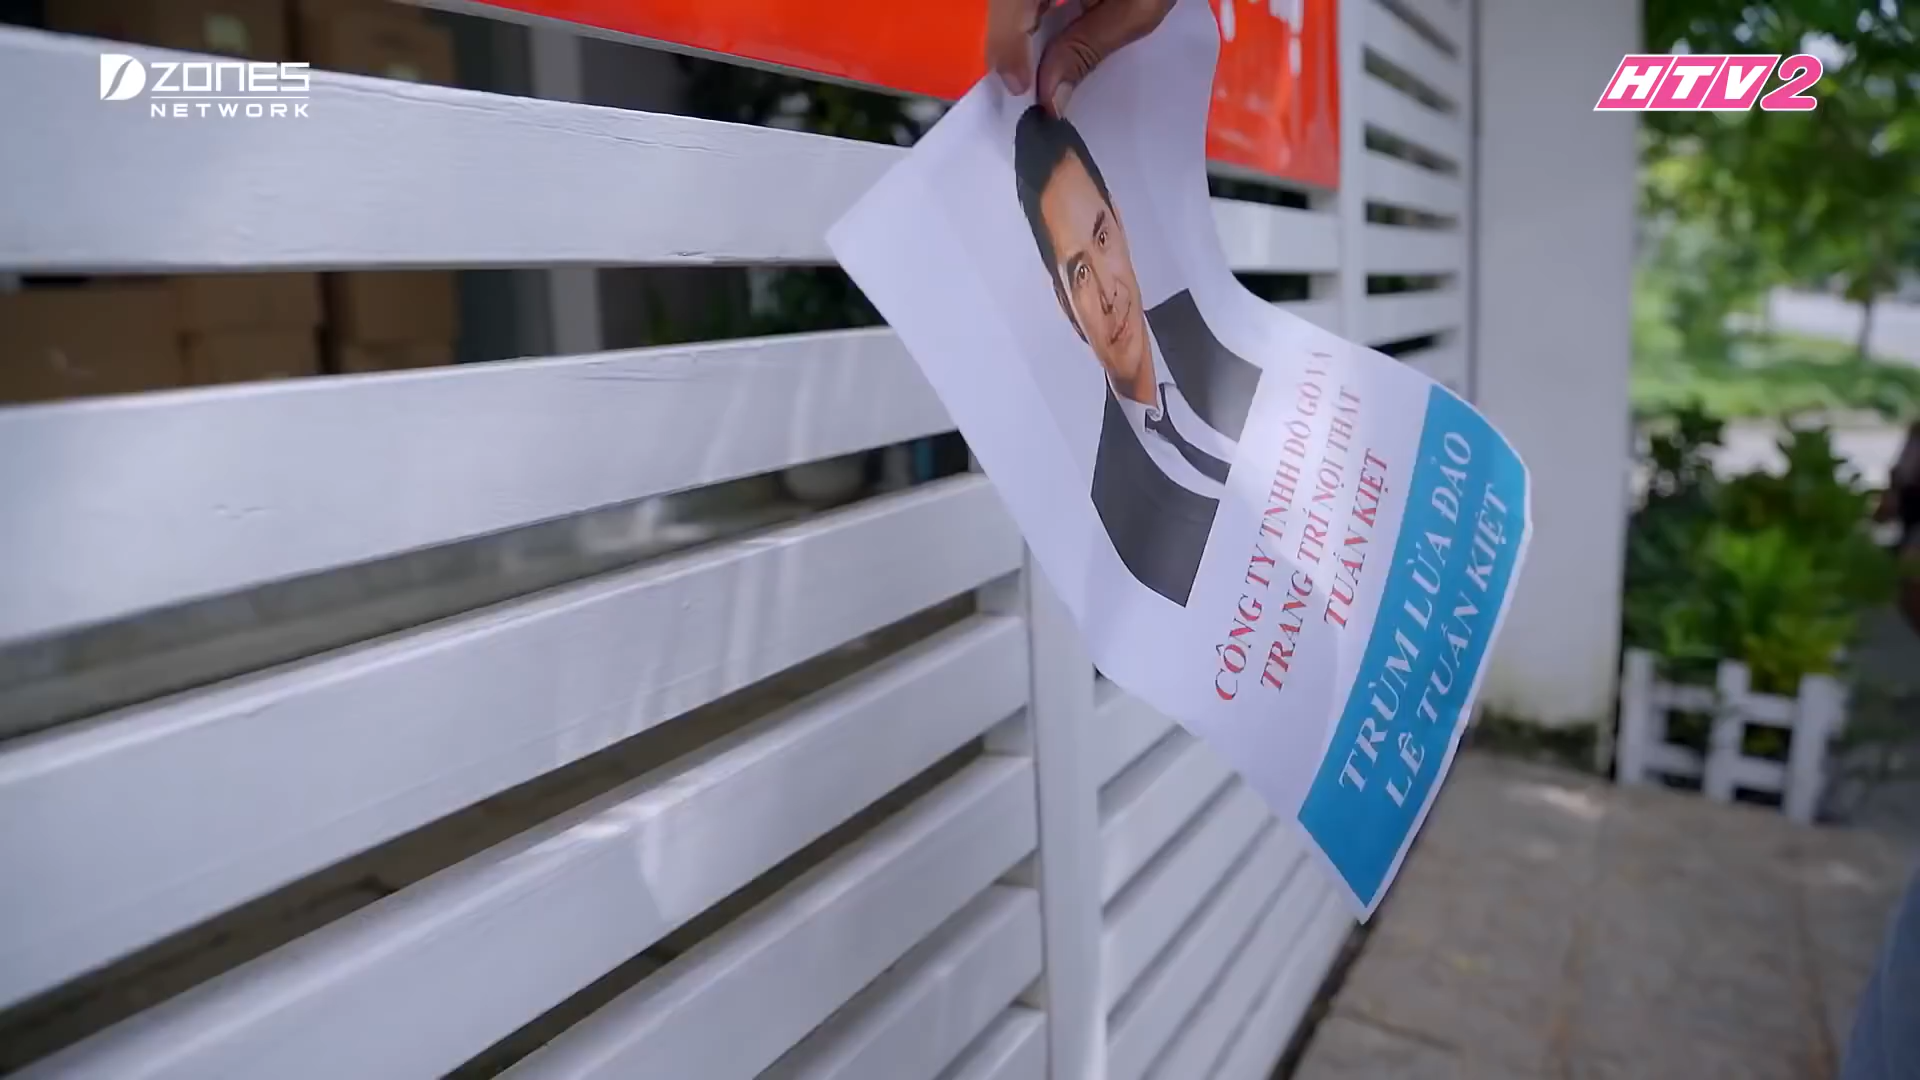 ZONES
NETWORK
HTV2
CÔNG TY TNHH ĐỒ GỖ VÀ
TRANG TRÍ NỘI THẤT
TUẤN KIỆT
TRÙM LỪA ĐẢO
LÊ TUẤN KIỆT